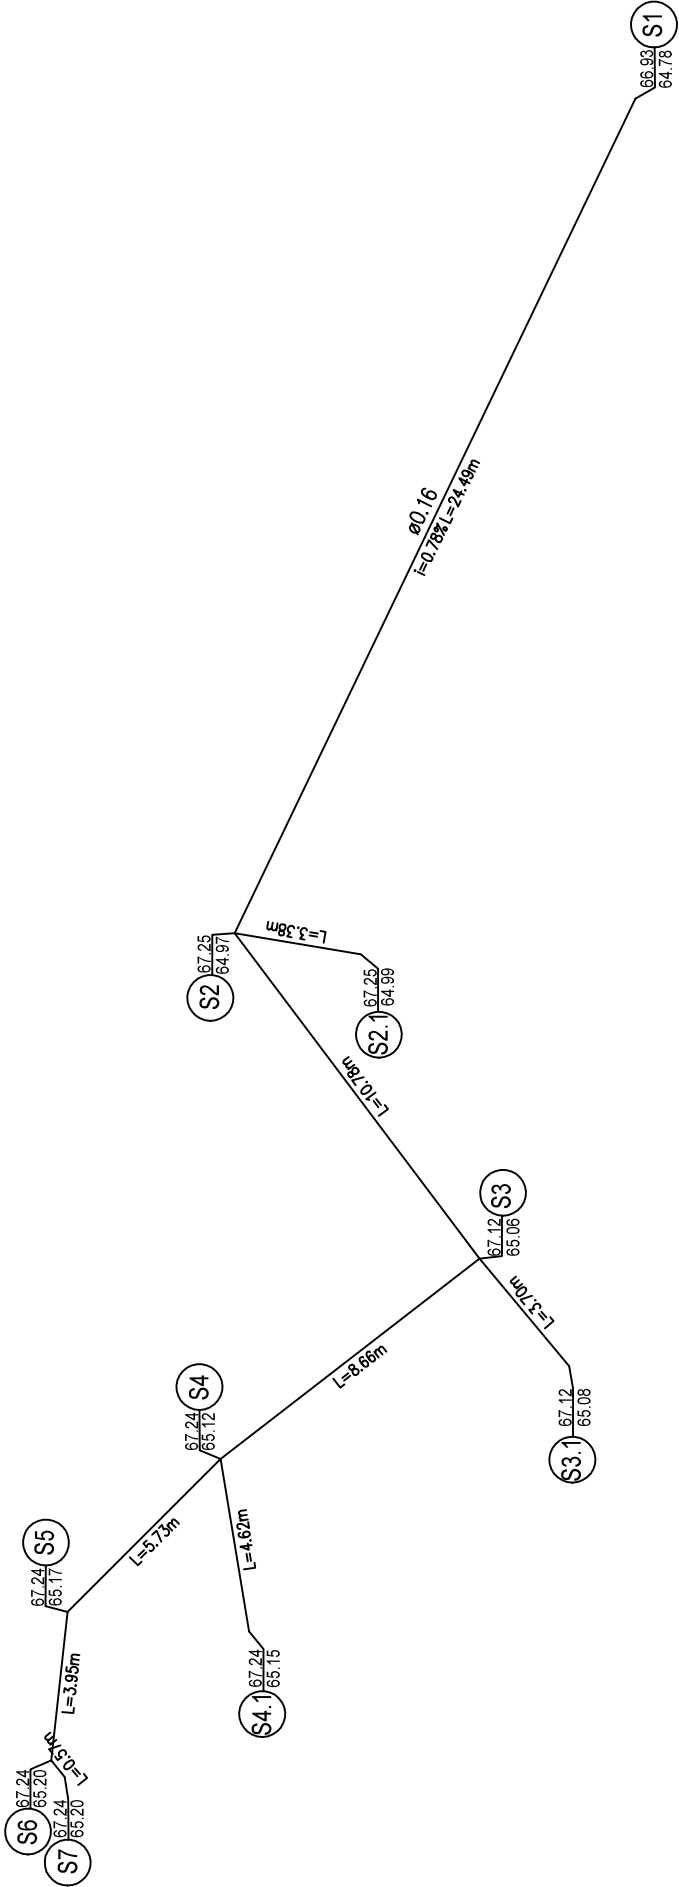 S1
66.93
64.78
ø0.16
i=0.78% L=24.49m
S2
67.25
64.97
L=3.38m
S2.1
67.25
64.99
L=10.78m
S3
67.12
65.06
L=3.70m
S3.1
67.12
65.08
L=8.66m
S4
67.24
65.12
L=4.62m
S4.1
67.24
65.15
L=5.73m
S5
67.24
65.17
L=3.95m
S6
67.24
65.20
L=0.57m
S7
67.24
65.20